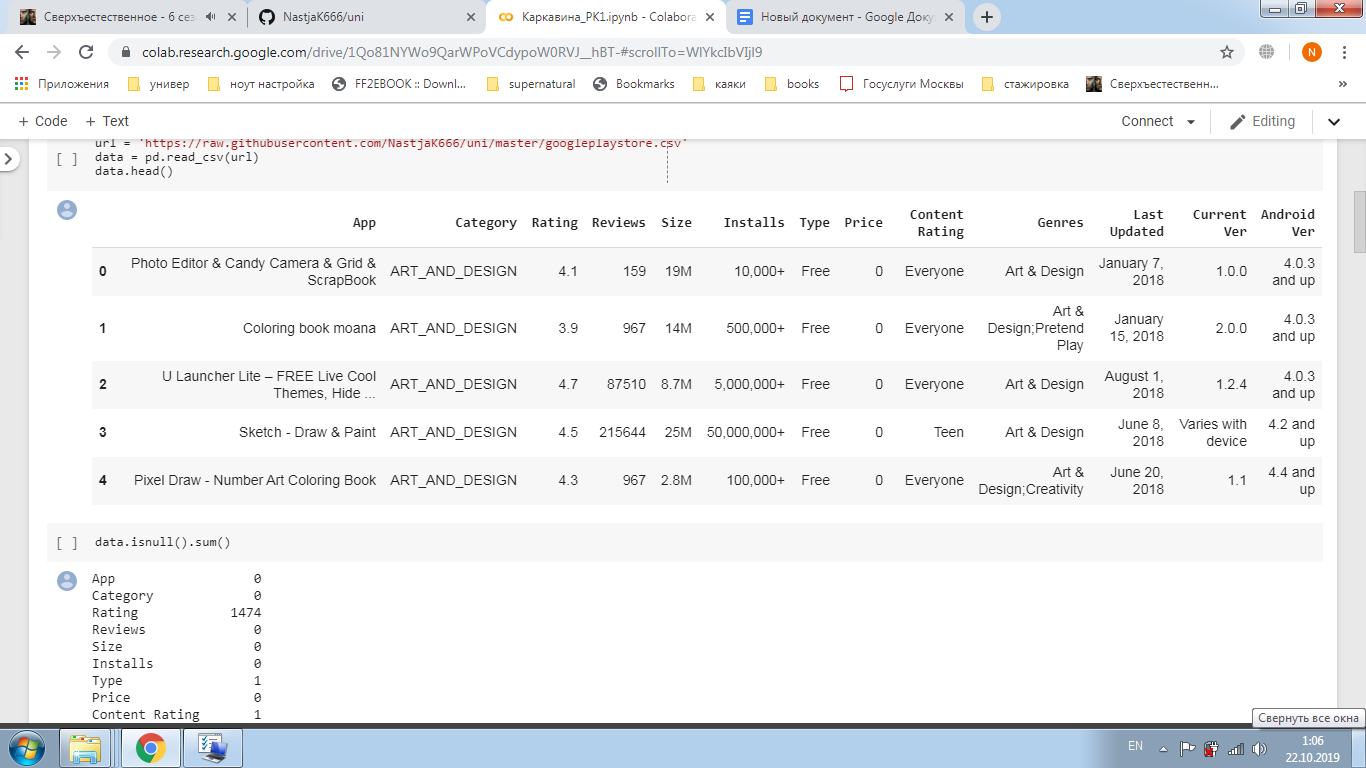 Сверхъестественное - 6 сез
NastjaK666/uni
Каркавина_РК1.ipynb - Colabora
Новый документ - Google Доку
colab.research.google.com/drive/1Qo81NYWo9QarWPoVCdypoW0RVJ__hBT-#scrollTo=WlYkcIbVIjl9
N
Приложения универ ноут настройка FF2EBOOK :: Downl... supernatural Bookmarks каяки books Госуслуги Москвы стажировка Сверхъестественн... »
+ Code + Text Connect Editing
url = 'https://raw.githubusercontent.com/NastjaK666/uni/master/googleplaystore.csv'
[ ] data = pd.read_csv(url)
data.head()
App Category Rating Reviews Size Installs Type Price Content Rating Genres Last Updated Current Ver Android Ver
0 Photo Editor & Candy Camera & Grid & ScrapBook ART_AND_DESIGN 4.1 159 19M 10,000+ Free 0 Everyone Art & Design January 7, 2018 1.0.0 4.0.3 and up
1 Coloring book moana ART_AND_DESIGN 3.9 967 14M 500,000+ Free 0 Everyone Art & Design;Pretend Play January 15, 2018 2.0.0 4.0.3 and up
2 U Launcher Lite – FREE Live Cool Themes, Hide ... ART_AND_DESIGN 4.7 87510 8.7M 5,000,000+ Free 0 Everyone Art & Design August 1, 2018 1.2.4 4.0.3 and up
3 Sketch - Draw & Paint ART_AND_DESIGN 4.5 215644 25M 50,000,000+ Free 0 Teen Art & Design June 8, 2018 Varies with device 4.2 and up
4 Pixel Draw - Number Art Coloring Book ART_AND_DESIGN 4.3 967 2.8M 100,000+ Free 0 Everyone Art & Design;Creativity June 20, 2018 1.1 4.4 and up
[ ] data.isnull().sum()
App 0
Category 0
Rating 1474
Reviews 0
Size 0
Installs 0
Type 1
Price 0
Content Rating 1
Свернуть все окна
EN
1:06
22.10.2019